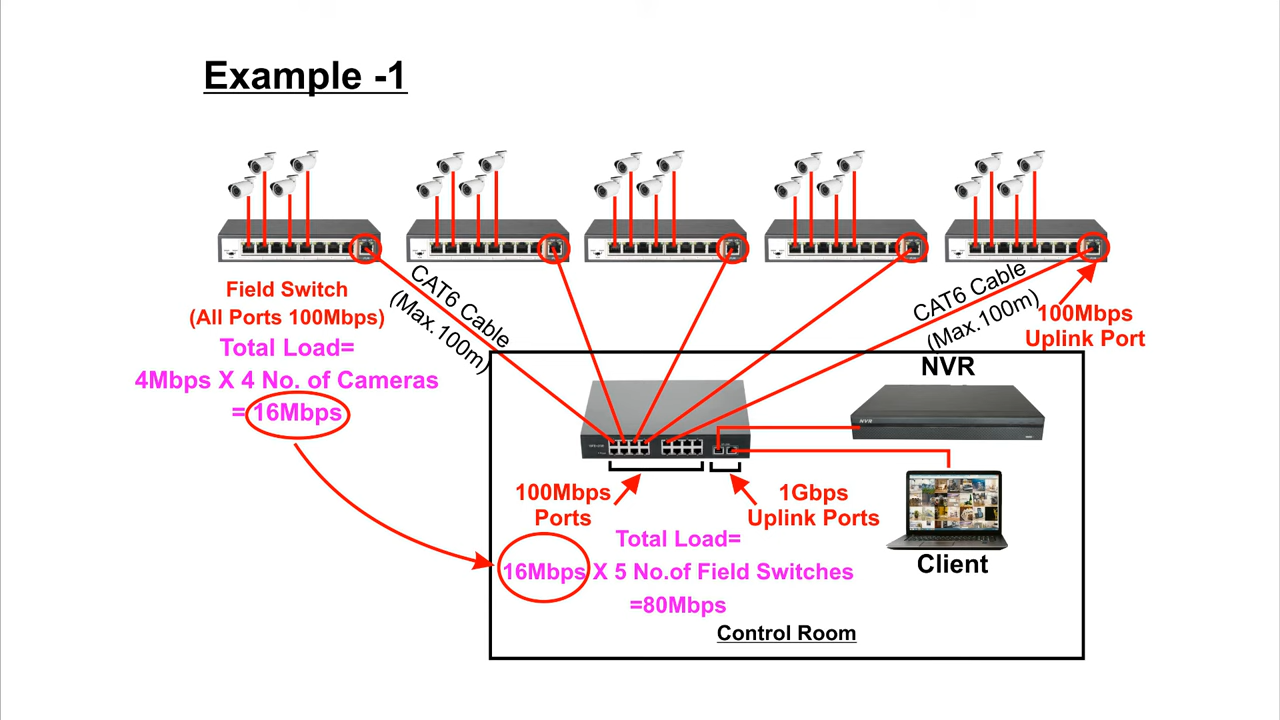 Example -1
CAT6 Cable
(Max.100m)
CAT6 Cable
(Max.100m)
Field Switch
(All Ports 100Mbps)
100Mbps
Uplink Port
Total Load=
4Mbps X 4 No. of Cameras
= 16Mbps
NVR
NVR
100Mbps
Ports
1Gbps
Uplink Ports
Client
Total Load=
16Mbps X 5 No.of Field Switches
=80Mbps
Control Room